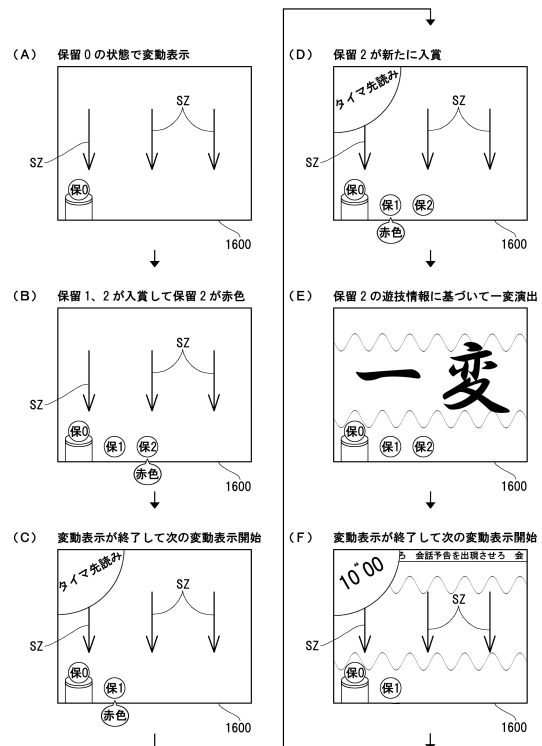 (A) 保留0の状態で変動表示
SZ
SZ
保0
1600
(B) 保留1、2が入賞して保留2が赤色
SZ
SZ
保0
保1
保2
赤色
1600
(C) 変動表示が終了して次の変動表示開始
タイマ先読み
SZ
SZ
保0
保1
赤色
1600
(D) 保留2が新たに入賞
タイマ先読み
SZ
SZ
保0
保1
保2
赤色
1600
(E) 保留2の遊技情報に基づいて一変演出
一変
保0
保1
保2
1600
(F) 変動表示が終了して次の変動表示開始
ろ 会話予告を出現させろ 会
10"00
SZ
SZ
保0
保1
1600